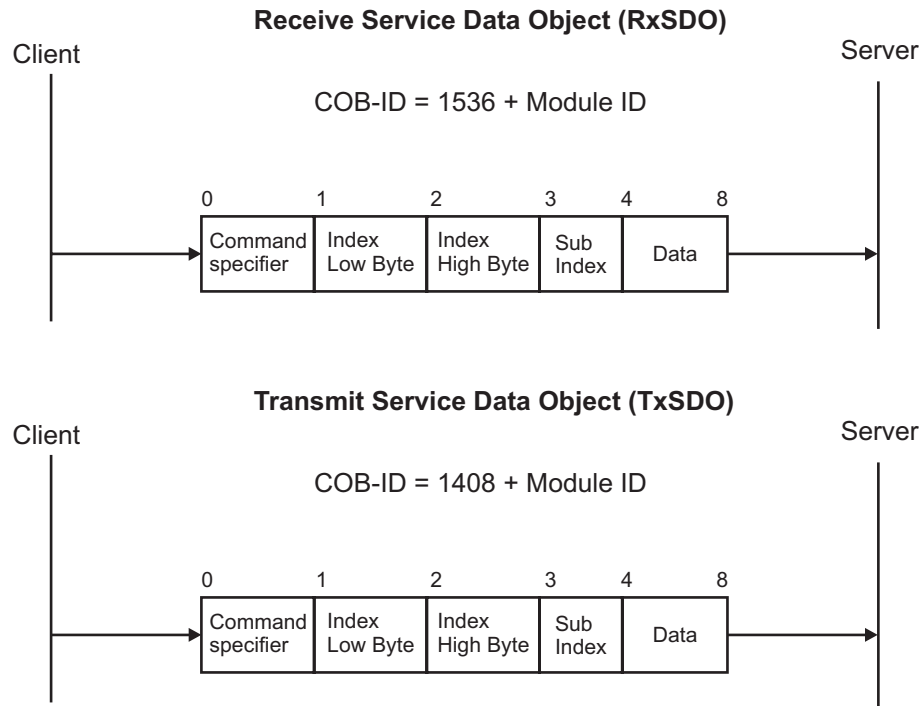 Receive Service Data Object (RxSDO)
Client
Server
COB-ID = 1536 + Module ID
0 1 2 3 4 8
Command specifier
Index Low Byte
Index High Byte
Sub Index
Data
Transmit Service Data Object (TxSDO)
Client
Server
COB-ID = 1408 + Module ID
0 1 2 3 4 8
Command specifier
Index Low Byte
Index High Byte
Sub Index
Data